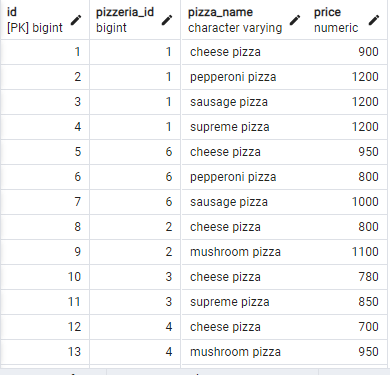 id pizzeria_id pizza_name price
[PK] bigint bigint character varying numeric
1 1 cheese pizza 900
2 1 pepperoni pizza 1200
3 1 sausage pizza 1200
4 1 supreme pizza 1200
5 6 cheese pizza 950
6 6 pepperoni pizza 800
7 6 sausage pizza 1000
8 2 cheese pizza 800
9 2 mushroom pizza 1100
10 3 cheese pizza 780
11 3 supreme pizza 850
12 4 cheese pizza 700
13 4 mushroom pizza 950